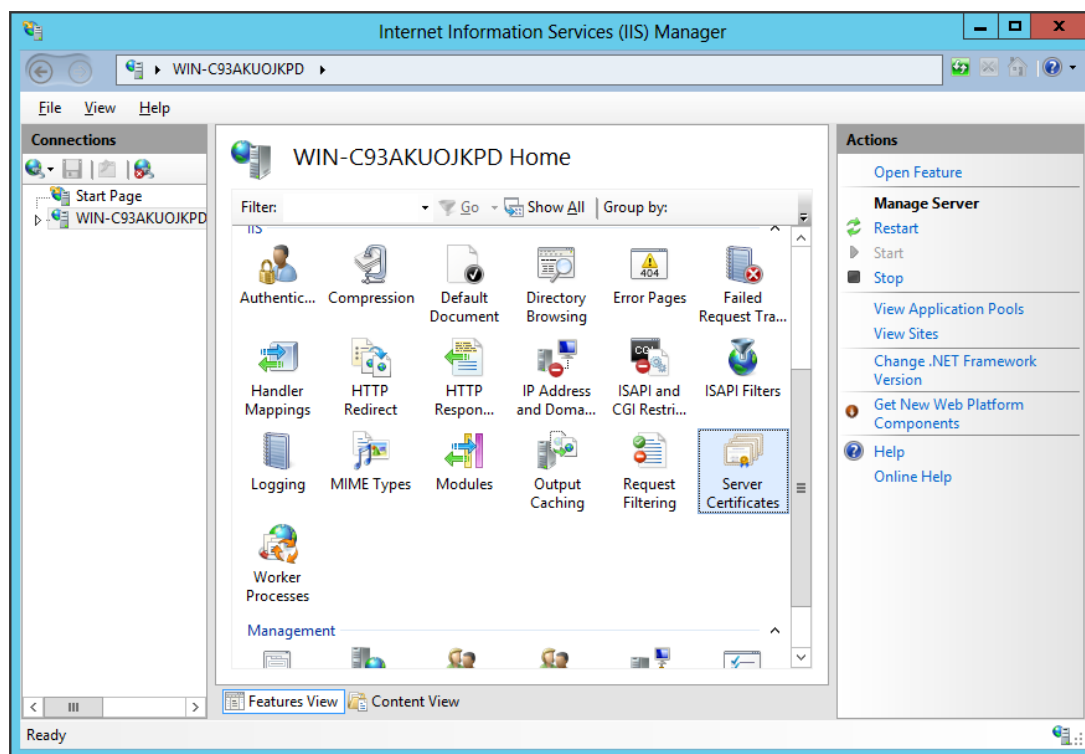 Internet Information Services (IIS) Manager
WIN-C93AKUOJKPD
File View Help
Connections
Start Page
WIN-C93AKUOJKPD
WIN-C93AKUOJKPD Home
Filter: Go Show All Group by:
IIS
Authentic... Compression Default Document Directory Browsing Error Pages Failed Request Tra...
Handler Mappings HTTP Redirect HTTP Respon... IP Address and Doma... ISAPI and CGI Restri... ISAPI Filters
Logging MIME Types Modules Output Caching Request Filtering Server Certificates
Worker Processes
Management
Features View Content View
Actions
Open Feature
Manage Server
Restart
Start
Stop
View Application Pools
View Sites
Change .NET Framework
Version
Get New Web Platform
Components
Help
Online Help
Ready